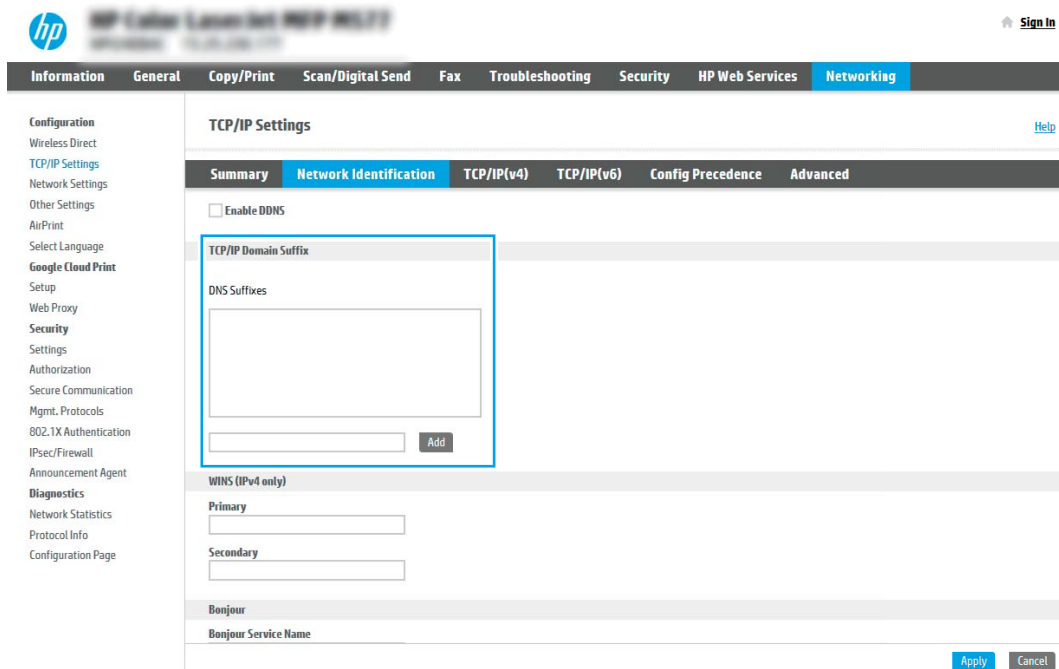 hp
Sign In
Information General Copy/Print Scan/Digital Send Fax Troubleshooting Security HP Web Services Networking
Configuration
Wireless Direct
TCP/IP Settings
Network Settings
Other Settings
AirPrint
Select Language
Google Cloud Print
Setup
Web Proxy
Security
Settings
Authorization
Secure Communication
Mgmt. Protocols
802.1X Authentication
IPsec/Firewall
Announcement Agent
Diagnostics
Network Statistics
Protocol Info
Configuration Page
TCP/IP Settings
Help
Summary Network Identification TCP/IP(v4) TCP/IP(v6) Config Precedence Advanced
Enable DDNS
TCP/IP Domain Suffix
DNS Suffixes
Add
WINS (IPv4 only)
Primary
Secondary
Bonjour
Bonjour Service Name
Apply Cancel